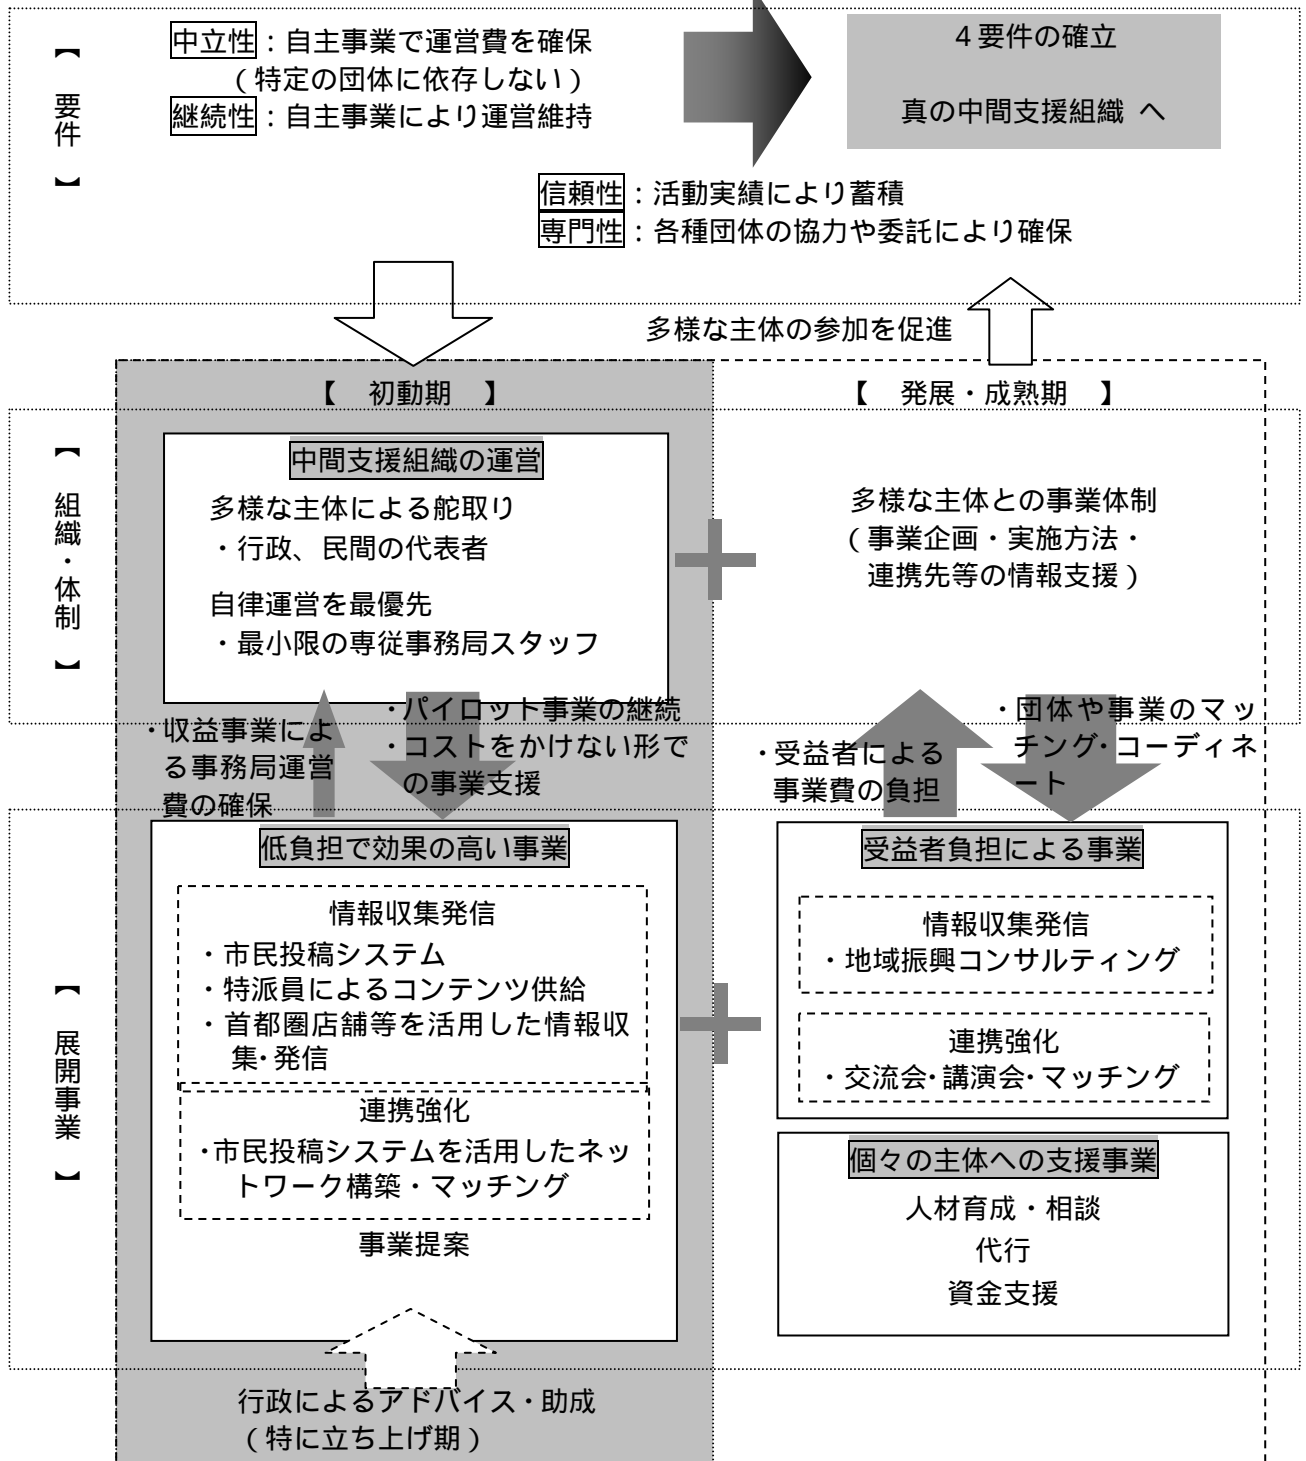 【 要件 】
中立性：自主事業で運営費を確保
（特定の団体に依存しない）
継続性：自主事業により運営維持
４要件の確立
真の中間支援組織 へ
信頼性：活動実績により蓄積
専門性：各種団体の協力や委託により確保
多様な主体の参加を促進
【 初動期 】
【 発展・成熟期 】
【 組織・体制 】
中間支援組織の運営
多様な主体による舵取り
・行政、民間の代表者
自律運営を最優先
・最小限の専従事務局スタッフ
多様な主体との事業体制
（事業企画・実施方法・
連携先等の情報支援）
・収益事業によ
る事務局運営
費の確保
・パイロット事業の継続
・コストをかけない形で
の事業支援
・受益者による
事業費の負担
・団体や事業のマッ
チング・コーディネ
ート
【 展開事業 】
低負担で効果の高い事業
情報収集発信
・市民投稿システム
・特派員によるコンテンツ供給
・首都圏店舗等を活用した情報収
集・発信
連携強化
・市民投稿システムを活用したネッ
トワーク構築・マッチング
事業提案
受益者負担による事業
情報収集発信
・地域振興コンサルティング
連携強化
・交流会・講演会・マッチング
個々の主体への支援事業
人材育成・相談
代行
資金支援
行政によるアドバイス・助成
（特に立ち上げ期）